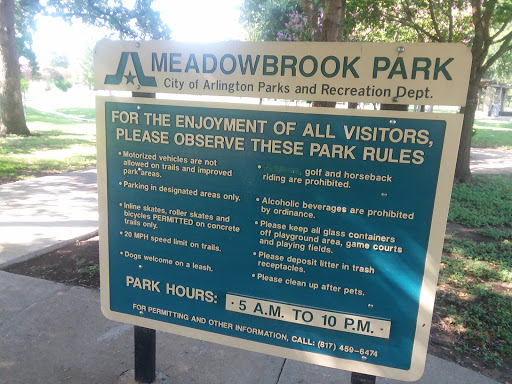 MEADOWBROOK PARK
City of Arlington Parks and Recreation Dept.
FOR THE ENJOYMENT OF ALL VISITORS,
PLEASE OBSERVE THESE PARK RULES
• Motorized vehicles are not
allowed on trails and improved
park areas.
• Parking in designated areas only.
• Inline skates, roller skates and
bicycles PERMITTED on concrete
trails only.
• 20 MPH speed limit on trails.
• Dogs welcome on a leash.
• golf and horseback
riding are prohibited.
• Alcoholic beverages are prohibited
by ordinance.
• Please keep all glass containers
off playground area, game courts
and playing fields.
• Please deposit litter in trash
receptacles.
• Please clean up after pets.
PARK HOURS: 5 A.M. TO 10 P.M.
FOR PERMITTING AND OTHER INFORMATION, CALL: (817) 459-5474